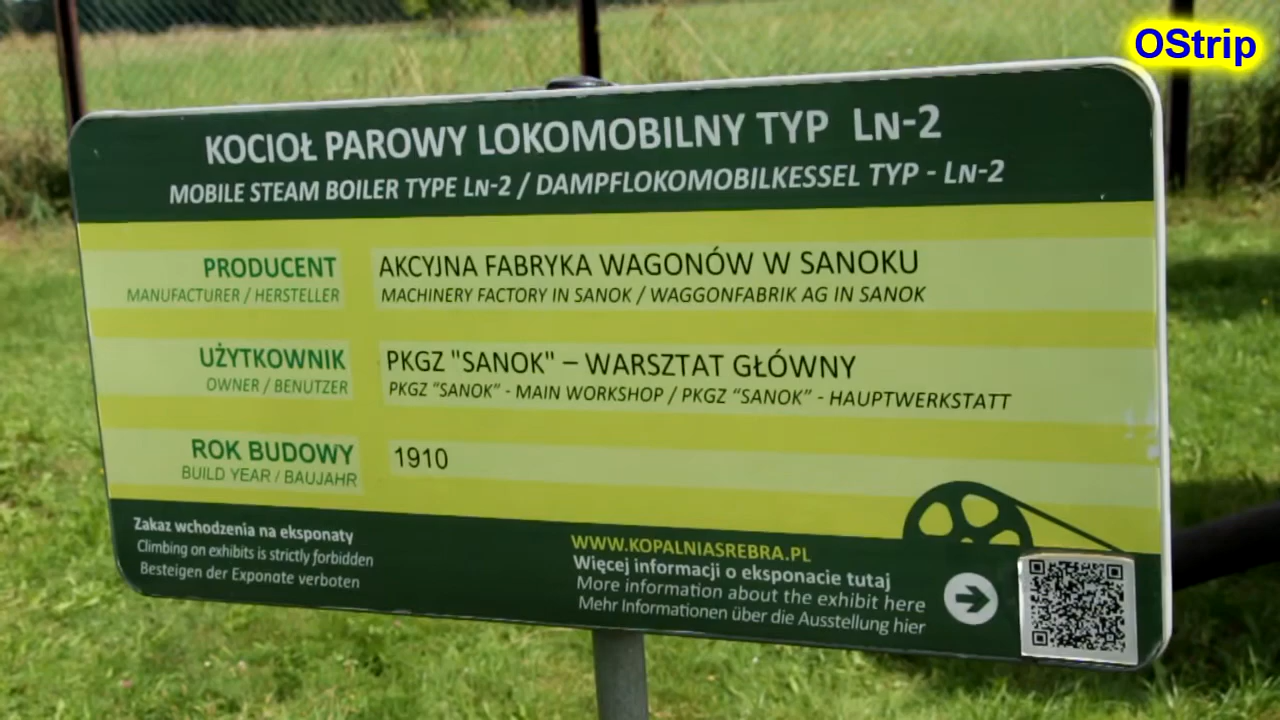 OStrip
KOCIOŁ PAROWY LOKOMOBILNY TYP LN-2
MOBILE STEAM BOILER TYPE LN-2 / DAMPFLOKOMOBILKESSEL TYP - LN-2
PRODUCENT
MANUFACTURER / HERSTELLER
AKCYJNA FABRYKA WAGONÓW W SANOKU
MACHINERY FACTORY IN SANOK / WAGGONFABRIK AG IN SANOK
UŻYTKOWNIK
OWNER / BENUTZER
PKGZ "SANOK" – WARSZTAT GŁÓWNY
PKGZ "SANOK" - MAIN WORKSHOP / PKGZ "SANOK" - HAUPTWERKSTATT
ROK BUDOWY
BUILD YEAR / BAUJAHR
1910
Zakaz wchodzenia na eksponaty
Climbing on exhibits is strictly forbidden
Besteigen der Exponate verboten
WWW.KOPALNIASREBRA.PL
Więcej informacji o eksponacie tutaj
More information about the exhibit here
Mehr Informationen über die Ausstellung hier